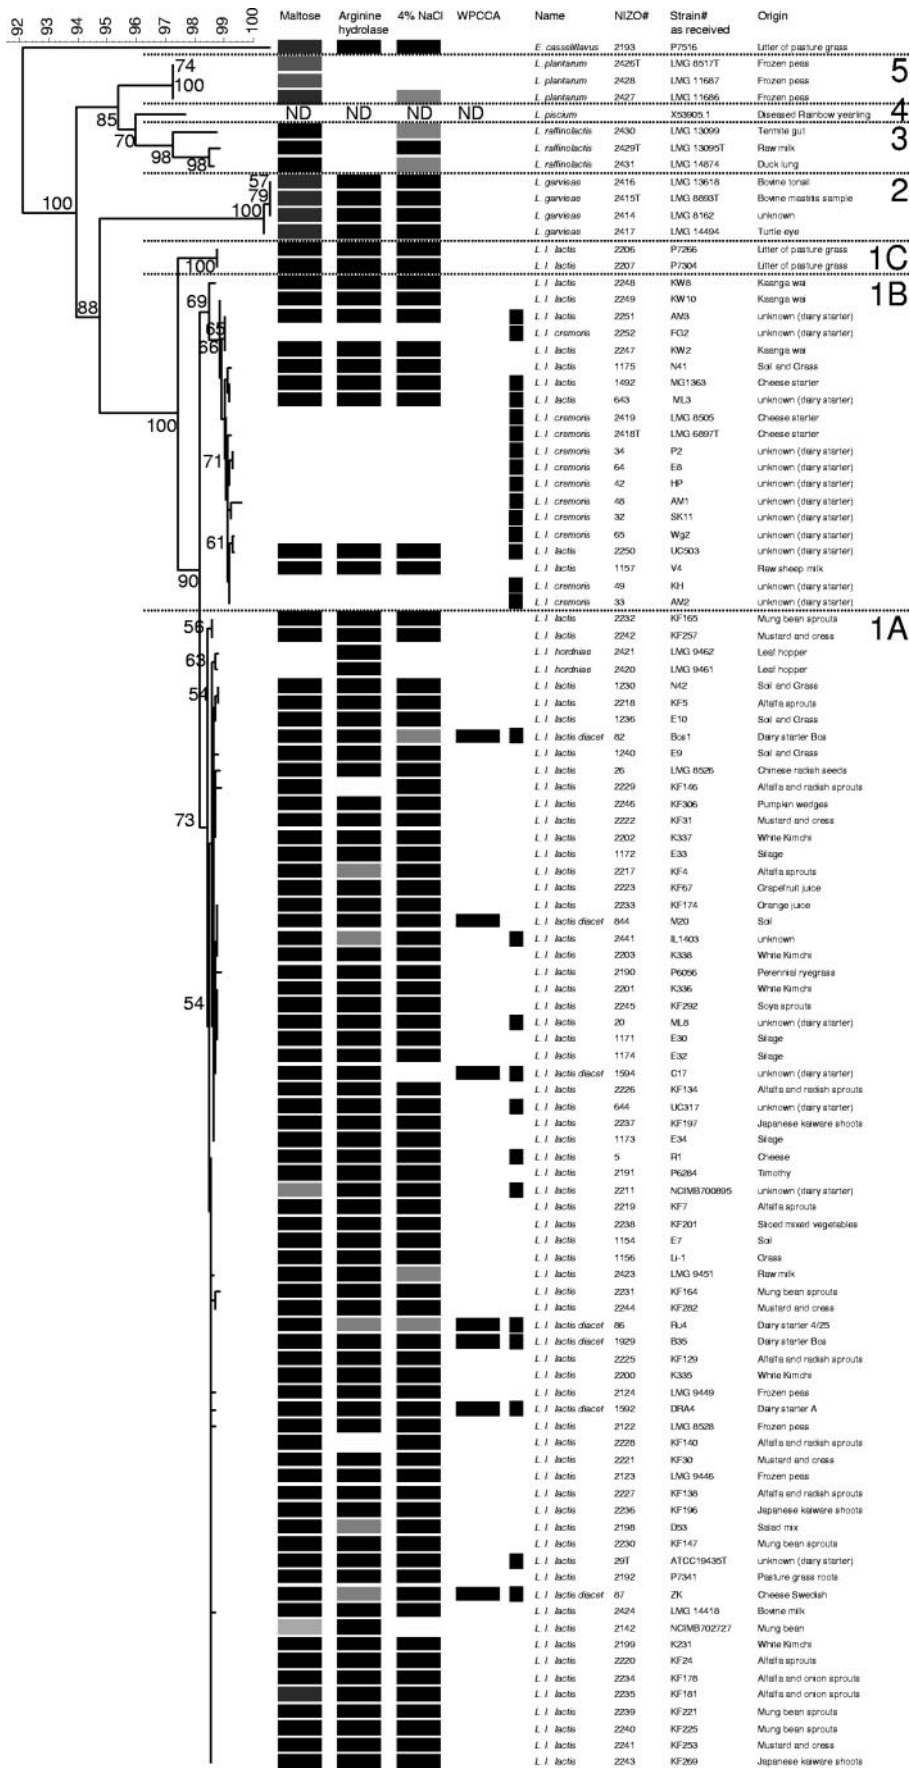 92 93 94 95 96 97 98 99 100
Maltose Arginine hydrolase 4% NaCl WPCCA Name NIZO# Strain# as received Origin
E. casseliflavus 2193 P7516 Litter of pasture grass
74 L. plantarum 2426T LMG 8517T Frozen peas 5
100 L. plantarum 2428 LMG 11687 Frozen peas
L. plantarum 2427 LMG 11686 Frozen peas
85 ND ND ND ND L. piscium X53905.1 Diseased Rainbow yearling 4
70 L. raffinolactis 2430 LMG 13099 Termite gut 3
98 L. raffinolactis 2429T LMG 13095T Raw milk
98 L. raffinolactis 2431 LMG 14874 Duck lung
57 L. garvieae 2416 LMG 13618 Bovine tonsil 2
79 L. garvieae 2415T LMG 8893T Bovine mastitis sample
100 100 L. garvieae 2414 LMG 8162 unknown
L. garvieae 2417 LMG 14494 Turtle eye
L. l. lactis 2206 P7266 Litter of pasture grass 1C
100 L. l. lactis 2207 P7304 Litter of pasture grass
L. l. lactis 2248 KW8 Kaanga wai 1B
88 69 L. l. lactis 2249 KW10 Kaanga wai
L. l. lactis 2251 AM3 unknown (dairy starter)
65 L. l. cremoris 2252 FG2 unknown (dairy starter)
66 L. l. lactis 2247 KW2 Kaanga wai
L. l. lactis 1175 N41 Soil and Grass
L. l. lactis 1492 MG1363 Cheese starter
L. l. lactis 643 ML3 unknown (dairy starter)
100 L. l. cremoris 2419 LMG 8505 Cheese starter
L. l. cremoris 2418T LMG 6897T Cheese starter
L. l. cremoris 34 P2 unknown (dairy starter)
71 L. l. cremoris 64 E8 unknown (dairy starter)
L. l. cremoris 42 HP unknown (dairy starter)
L. l. cremoris 48 AM1 unknown (dairy starter)
L. l. cremoris 32 SK11 unknown (dairy starter)
61 L. l. cremoris 65 Wg2 unknown (dairy starter)
L. l. lactis 2250 UC503 unknown (dairy starter)
L. l. lactis 1157 V4 Raw sheep milk
90 L. l. cremoris 49 KH unknown (dairy starter)
L. l. cremoris 33 AM2 unknown (dairy starter)
56 L. l. lactis 2232 KF165 Mung bean sprouts 1A
L. l. lactis 2242 KF257 Mustard and cress
63 L. l. hordniae 2421 LMG 9462 Leaf hopper
L. l. hordniae 2420 LMG 9461 Leaf hopper
54 L. l. lactis 1230 N42 Soil and Grass
L. l. lactis 2218 KF5 Alfalfa sprouts
L. l. lactis 1236 E10 Soil and Grass
L. l. lactis diacet 82 Bos1 Dairy starter Bos
L. l. lactis 1240 E9 Soil and Grass
L. l. lactis 26 LMG 8526 Chinese radish seeds
L. l. lactis 2229 KF146 Alfalfa and radish sprouts
L. l. lactis 2246 KF306 Pumpkin wedges
73 L. l. lactis 2222 KF31 Mustard and cress
L. l. lactis 2202 K337 White Kimchi
L. l. lactis 1172 E33 Silage
L. l. lactis 2217 KF4 Alfalfa sprouts
L. l. lactis 2223 KF67 Grapefruit juice
L. l. lactis 2233 KF174 Orange juice
L. l. lactis diacet 844 M20 Soil
L. l. lactis 2441 IL1403 unknown
L. l. lactis 2203 K338 White Kimchi
L. l. lactis 2190 P6056 Perennial ryegrass
L. l. lactis 2201 K336 White Kimchi
54 L. l. lactis 2245 KF292 Soya sprouts
L. l. lactis 20 ML8 unknown (dairy starter)
L. l. lactis 1171 E30 Silage
L. l. lactis 1174 E32 Silage
L. l. lactis diacet 1594 C17 unknown (dairy starter)
L. l. lactis 2226 KF134 Alfalfa and radish sprouts
L. l. lactis 644 UC317 unknown (dairy starter)
L. l. lactis 2237 KF197 Japanese kaiware shoots
L. l. lactis 1173 E34 Silage
L. l. lactis 5 R1 Cheese
L. l. lactis 2191 P6284 Timothy
L. l. lactis 2211 NCIMB700895 unknown (dairy starter)
L. l. lactis 2219 KF7 Alfalfa sprouts
L. l. lactis 2238 KF201 Sliced mixed vegetables
L. l. lactis 1154 E7 Soil
L. l. lactis 1156 Li-1 Grass
L. l. lactis 2423 LMG 9451 Raw milk
L. l. lactis 2231 KF164 Mung bean sprouts
L. l. lactis 2244 KF282 Mustard and cress
L. l. lactis diacet 86 Ru4 Dairy starter 4/25
L. l. lactis diacet 1929 B35 Dairy starter Bos
L. l. lactis 2225 KF129 Alfalfa and radish sprouts
L. l. lactis 2200 K335 White Kimchi
L. l. lactis 2124 LMG 9449 Frozen peas
L. l. lactis diacet 1592 DRA4 Dairy starter A
L. l. lactis 2122 LMG 8528 Frozen peas
L. l. lactis 2228 KF140 Alfalfa and radish sprouts
L. l. lactis 2221 KF30 Mustard and cress
L. l. lactis 2123 LMG 9446 Frozen peas
L. l. lactis 2227 KF138 Alfalfa and radish sprouts
L. l. lactis 2236 KF196 Japanese kaiware shoots
L. l. lactis 2198 D53 Salad mix
L. l. lactis 2230 KF147 Mung bean sprouts
L. l. lactis 29T ATCC19435T unknown (dairy starter)
L. l. lactis 2192 P7341 Pasture grass roots
L. l. lactis diacet 87 ZK Cheese Swedish
L. l. lactis 2424 LMG 14418 Bovine milk
L. l. lactis 2142 NCIMB702727 Mung bean
L. l. lactis 2199 K231 White Kimchi
L. l. lactis 2220 KF24 Alfalfa sprouts
L. l. lactis 2234 KF178 Alfalfa and onion sprouts
L. l. lactis 2235 KF181 Alfalfa and onion sprouts
L. l. lactis 2239 KF221 Mung bean sprouts
L. l. lactis 2240 KF225 Mung bean sprouts
L. l. lactis 2241 KF253 Mustard and cress
L. l. lactis 2243 KF269 Japanese kaiware shoots